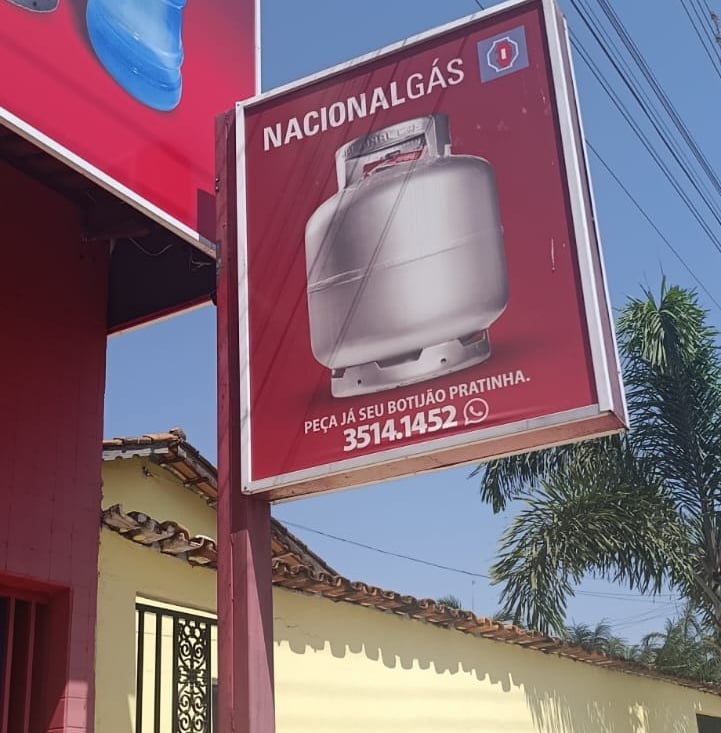 NACIONALGÁS
PEÇA JÁ SEU BOTIJÃO PRATINHA.
3514.1452